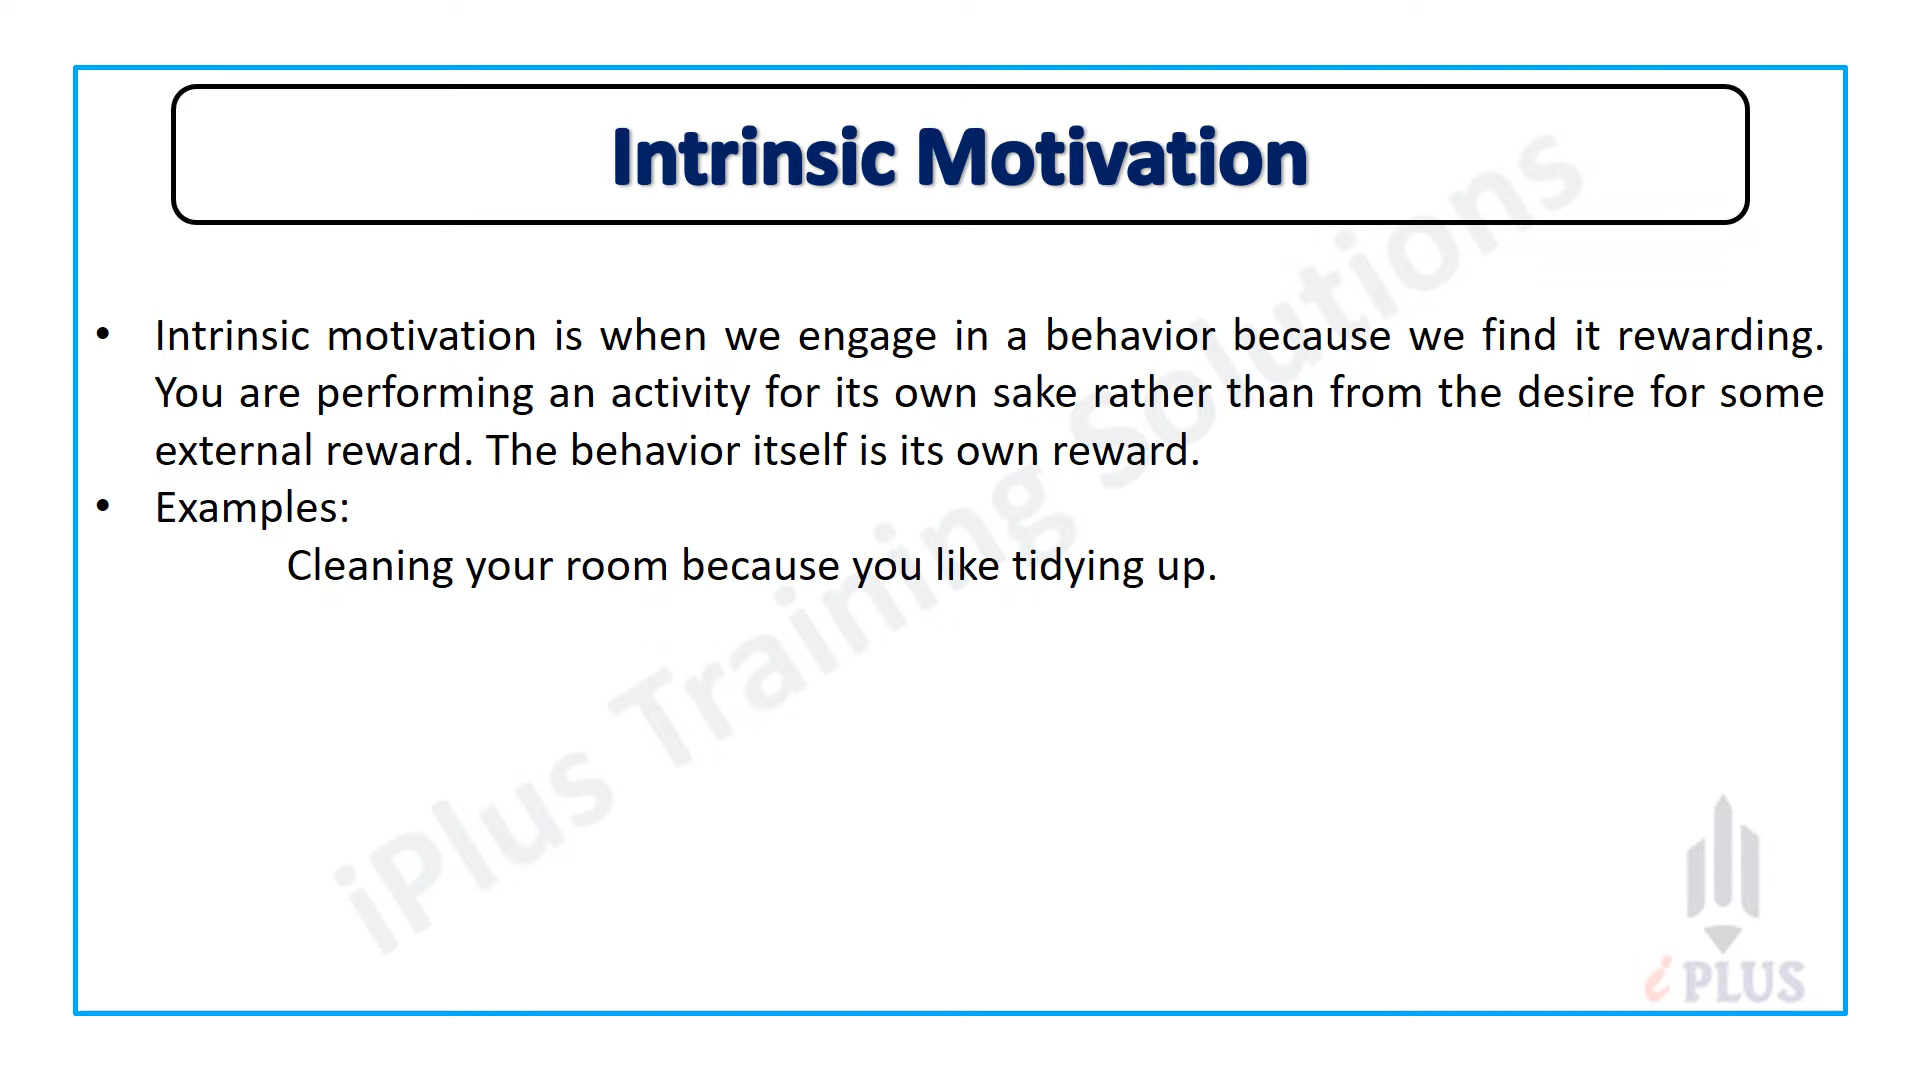 Intrinsic Motivation
• Intrinsic motivation is when we engage in a behavior because we find it rewarding.
You are performing an activity for its own sake rather than from the desire for some
external reward. The behavior itself is its own reward.
• Examples:
Cleaning your room because you like tidying up.
iPlus Training Solutions
i PLUS